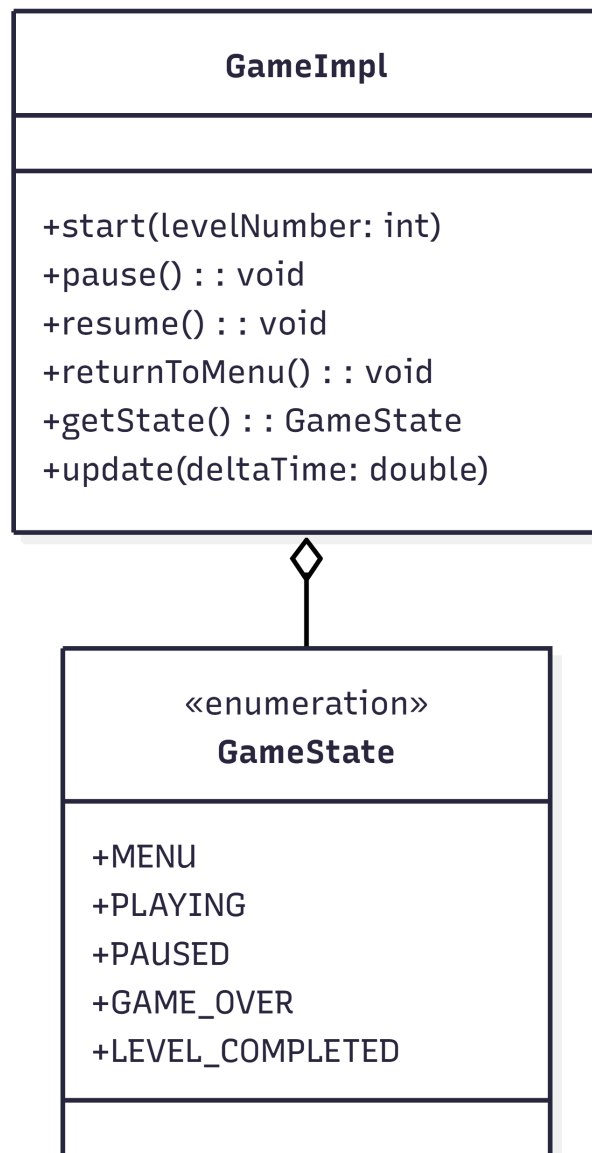 GameImpl
+start(levelNumber: int)
+pause() : : void
+resume() : : void
+returnToMenu() : : void
+getState() : : GameState
+update(deltaTime: double)
«enumeration»
GameState
+MENU
+PLAYING
+PAUSED
+GAME_OVER
+LEVEL_COMPLETED